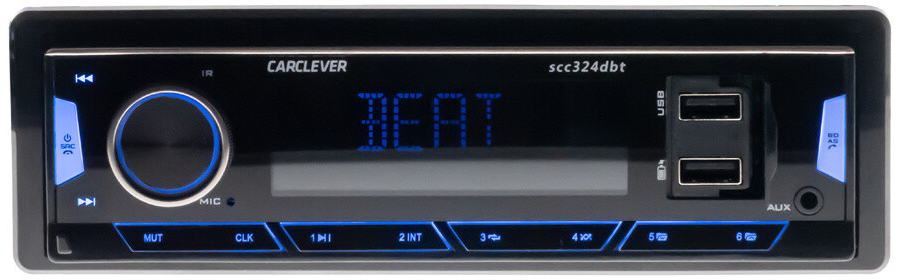 IR
CARCLEVER
scc324dbt
BEAT
USB
SRC
BD
AS
MIC
AUX
MUT
CLK
1
2 INT
3
4
5
6